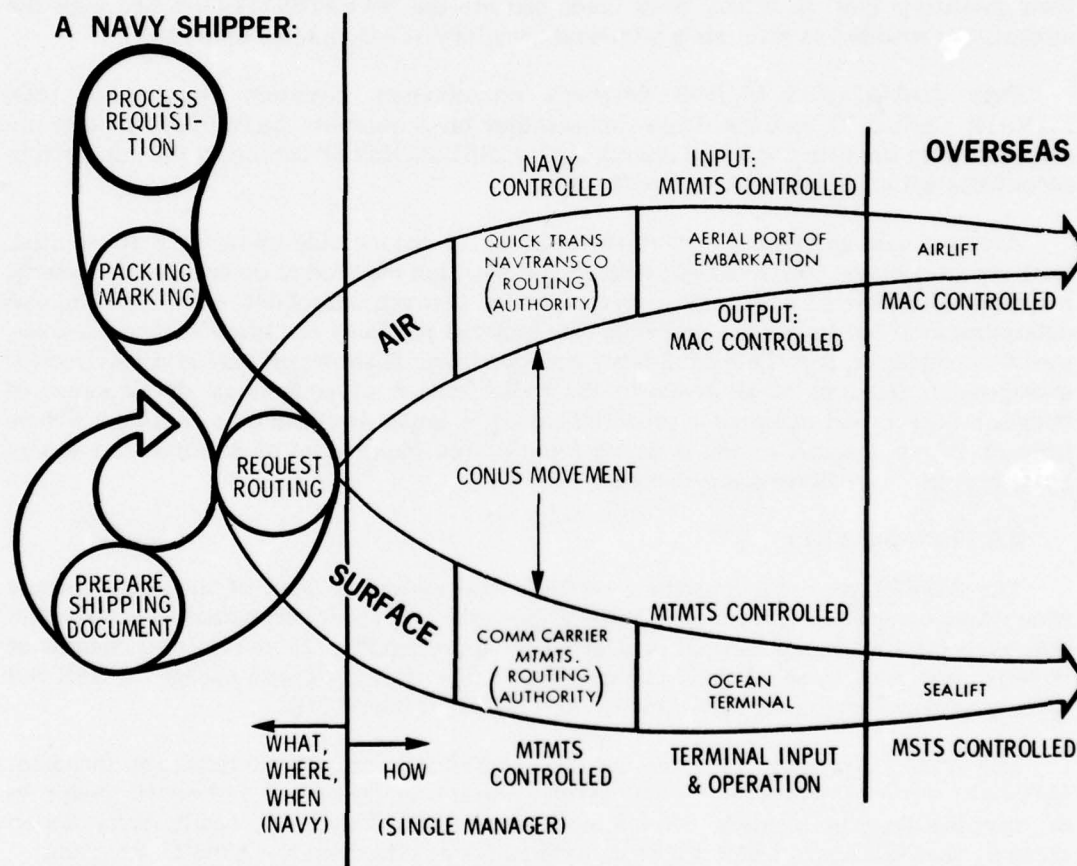 A NAVY SHIPPER:
PROCESS
REQUISI-
TION
PACKING
MARKING
REQUEST
ROUTING
PREPARE
SHIPPING
DOCUMENT
WHAT,
WHERE,
WHEN
(NAVY)
HOW
(SINGLE MANAGER)
AIR
NAVY
CONTROLLED
QUICK TRANS
NAVTRANSCO
(ROUTING
AUTHORITY)
INPUT:
MTMTS CONTROLLED
AERIAL PORT OF
EMBARKATION
OUTPUT:
MAC CONTROLLED
OVERSEAS
AIRLIFT
MAC CONTROLLED
CONUS MOVEMENT
SURFACE
COMM CARRIER
MTMTS.
(ROUTING
AUTHORITY)
MTMTS
CONTROLLED
MTMTS CONTROLLED
OCEAN
TERMINAL
TERMINAL INPUT
& OPERATION
SEALIFT
MSTS CONTROLLED